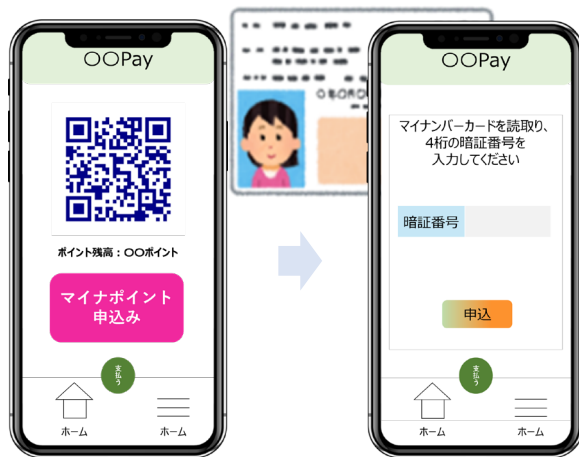 〇〇Pay
ポイント残高：〇〇ポイント
マイナポイント
申込み
支払う
ホーム
ホーム
〇〇Pay
マイナンバーカードを読取り、
4桁の暗証番号を
入力してください
暗証番号
申込
支払う
ホーム
ホーム